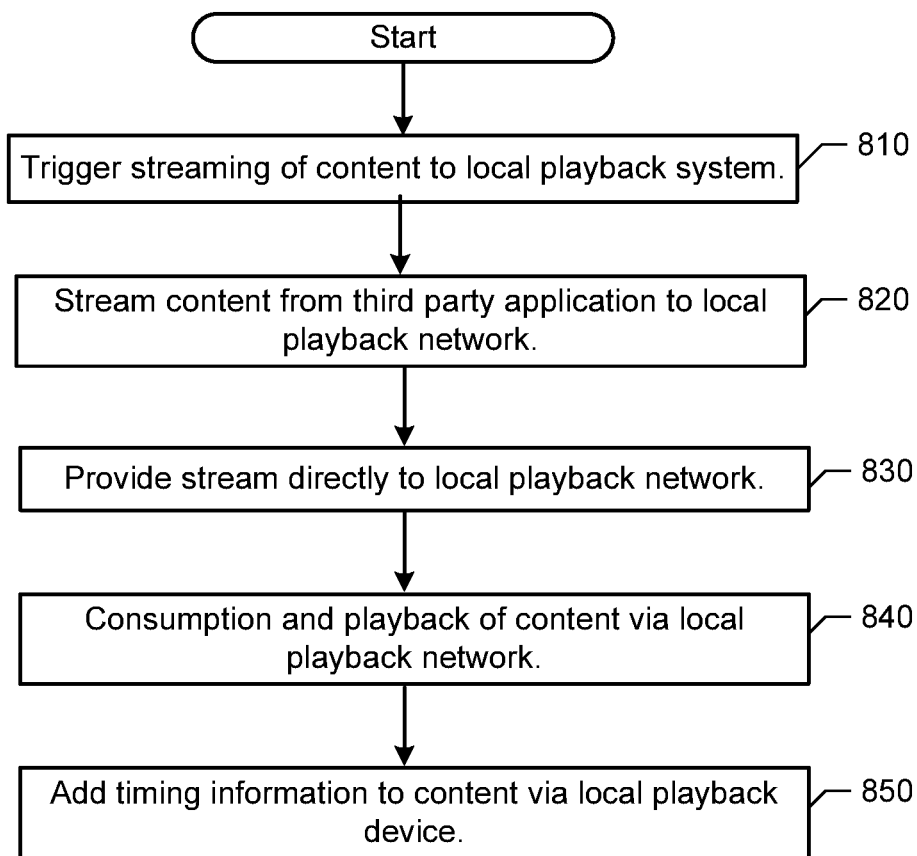 Start
Trigger streaming of content to local playback system.
810
Stream content from third party application to local
playback network.
820
Provide stream directly to local playback network.
830
Consumption and playback of content via local
playback network.
840
Add timing information to content via local playback
device.
850